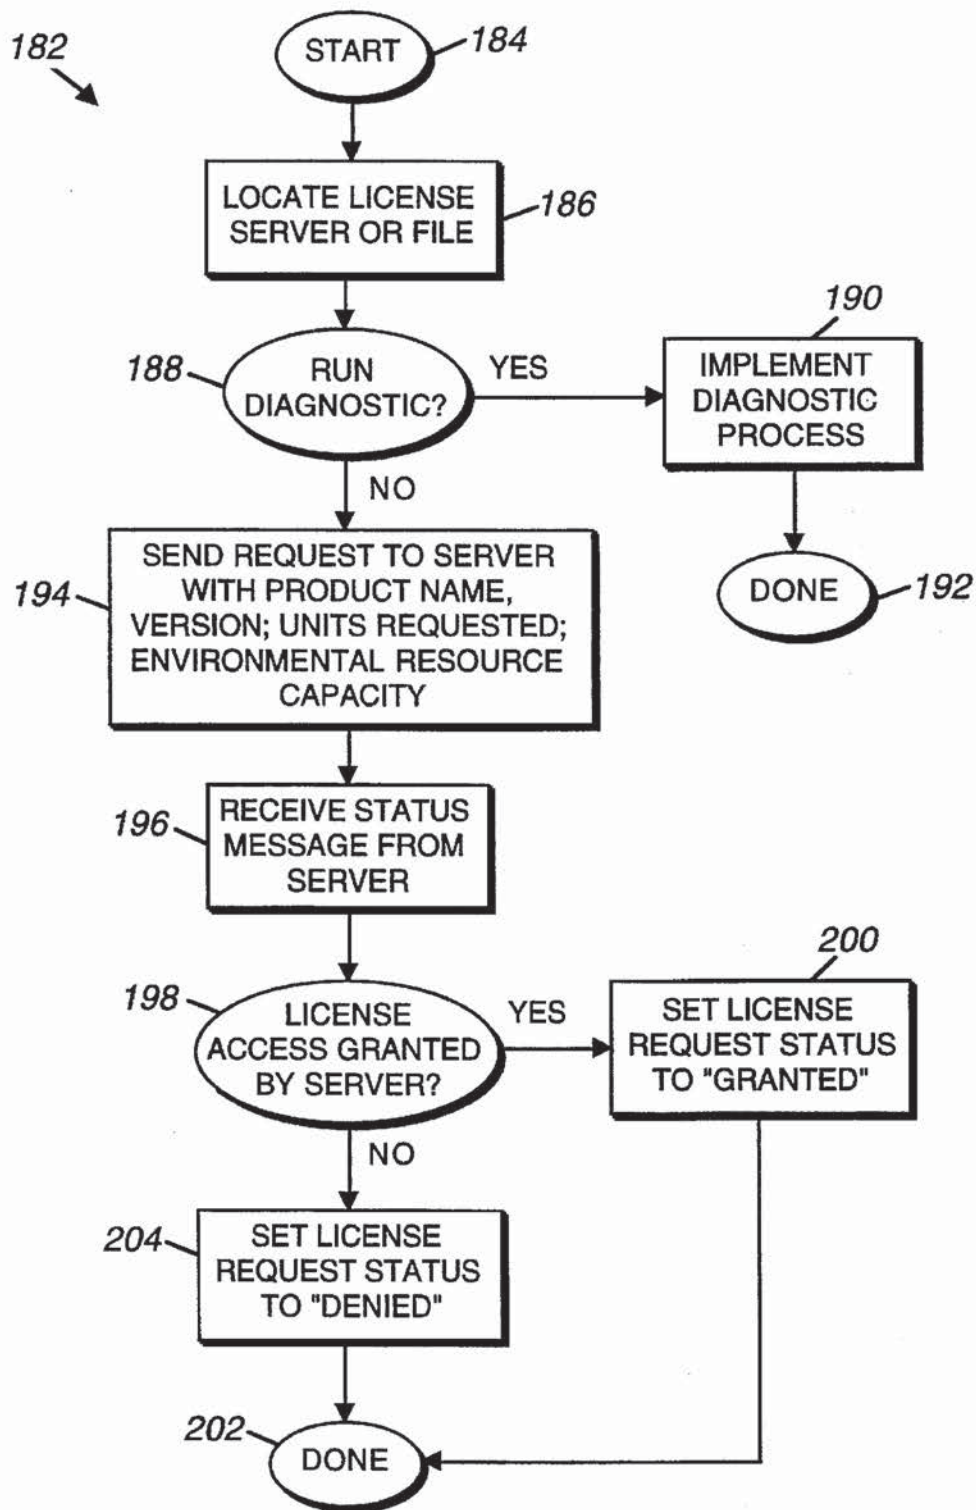 182
START
184
LOCATE LICENSE
SERVER OR FILE
186
188
RUN
DIAGNOSTIC?
YES
190
IMPLEMENT
DIAGNOSTIC
PROCESS
NO
DONE
192
194
SEND REQUEST TO SERVER
WITH PRODUCT NAME,
VERSION; UNITS REQUESTED;
ENVIRONMENTAL RESOURCE
CAPACITY
196
RECEIVE STATUS
MESSAGE FROM
SERVER
198
LICENSE
ACCESS GRANTED
BY SERVER?
YES
200
SET LICENSE
REQUEST STATUS
TO "GRANTED"
NO
204
SET LICENSE
REQUEST STATUS
TO "DENIED"
202
DONE